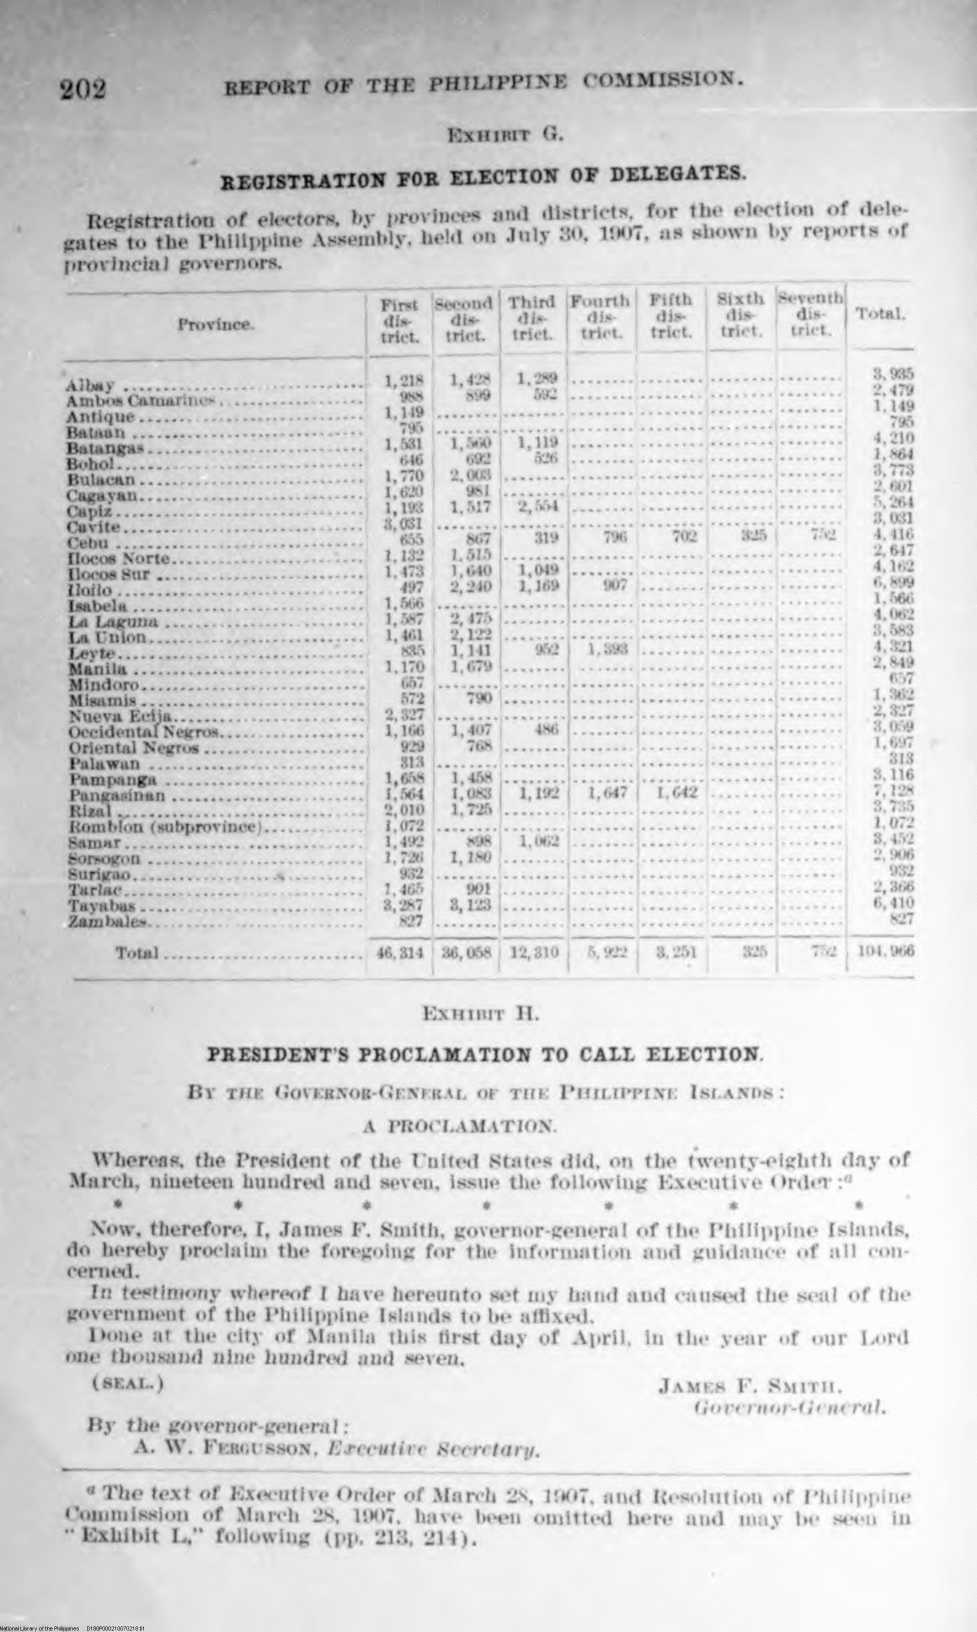 202 REPORT OF THE PHILIPPINE COMMISSION.
EXHIBIT G.
REGISTRATION FOR ELECTION OF DELEGATES.
Registration of electors, by provinces and districts, for the election of dele-
gates to the Philippine Assembly, held on July 30, 1907, as shown by reports of
provincial governors.
Province. First dis-trict. Second dis-trict. Third dis-trict. Fourth dis-trict. Fifth dis-trict. Sixth dis-trict. Seventh dis-trict. Total.
Albay 1,218 1,428 1,289 3,935
Ambos Camarines 988 899 592 2,479
Antique 1,149 1,149
Bataan 795 795
Batangas 1,531 1,560 1,119 4,210
Bohol 646 692 526 1,864
Bulacan 1,770 2,003 3,773
Cagayan 1,620 981 2,601
Capiz 1,193 1,517 2,554 5,264
Cavite 3,031 3,031
Cebu 655 867 319 796 702 325 752 4,416
Ilocos Norte 1,132 1,515 2,647
Ilocos Sur 1,473 1,640 1,049 4,162
Iloilo 497 2,240 1,169 907 6,899
Isabela 1,566 1,566
La Laguna 1,587 2,475 4,062
La Union 1,461 2,122 3,583
Leyte 835 1,141 952 1,393 4,321
Manila 1,170 1,679 2,849
Mindoro 657 657
Misamis 572 790 1,362
Nueva Ecija 2,327 2,327
Occidental Negros 1,166 1,407 486 3,059
Oriental Negros 929 768 1,697
Palawan 313 313
Pampanga 1,658 1,458 3,116
Pangasinan 1,564 1,083 1,192 1,647 1,642 7,128
Rizal 2,010 1,725 3,735
Romblon (subprovince) 1,072 1,072
Samar 1,492 898 1,062 3,452
Sorsogon 1,726 1,180 2,906
Surigao 932 932
Tarlac 1,465 901 2,366
Tayabas 3,287 3,123 6,410
Zambales 827 827
Total 46,314 36,058 12,310 5,922 3,251 325 752 104,966
EXHIBIT H.
PRESIDENT'S PROCLAMATION TO CALL ELECTION.
BY THE GOVERNOR-GENERAL OF THE PHILIPPINE ISLANDS:
A PROCLAMATION.
Whereas, the President of the United States did, on the twenty-eighth day of
March, nineteen hundred and seven, issue the following Executive Order:a
* * * * * * *
Now, therefore, I, James F. Smith, governor-general of the Philippine Islands,
do hereby proclaim the foregoing for the information and guidance of all con-
cerned.
In testimony whereof I have hereunto set my hand and caused the seal of the
government of the Philippine Islands to be affixed.
Done at the city of Manila this first day of April, in the year of our Lord
one thousand nine hundred and seven.
(SEAL.) JAMES F. SMITH,
Governor-General.
By the governor-general:
A. W. FERGUSSON, Executive Secretary.
a The text of Executive Order of March 28, 1907, and Resolution of Philippine
Commission of March 28, 1907, have been omitted here and may be seen in
"Exhibit L," following (pp. 213, 214).
National Library of the Philippines